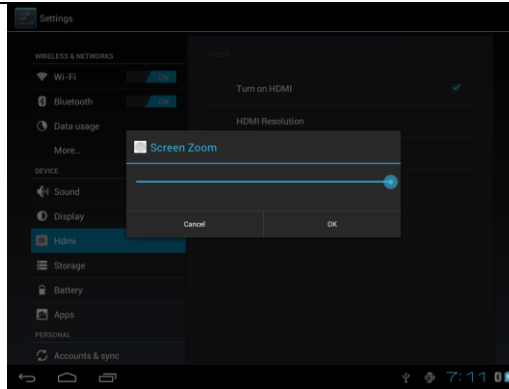 Settings
WIRELESS & NETWORKS
Wi-Fi ON
Bluetooth ON
Data usage
More...
DEVICE
Sound
Display
Hdmi
Storage
Battery
Apps
PERSONAL
Accounts & sync
Hdmi
Turn on HDMI
HDMI Resolution
Screen Zoom
Cancel
OK
7:11